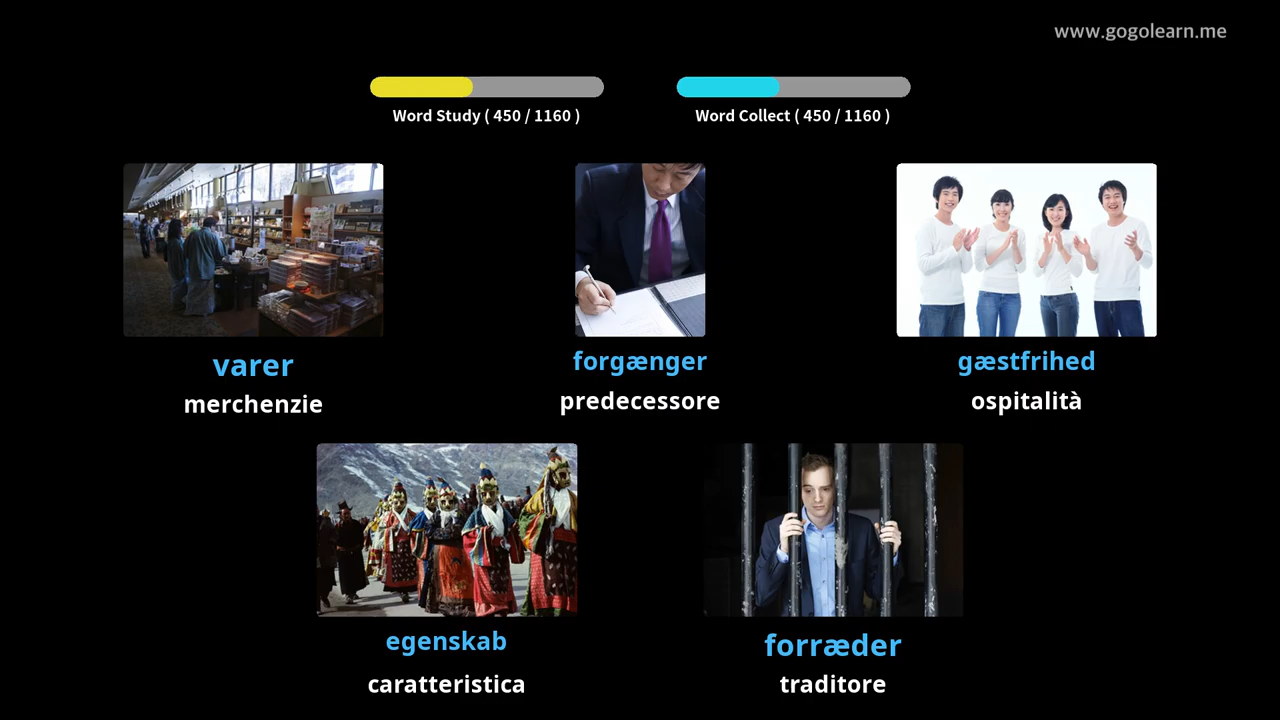 www.gogolearn.me
Word Study ( 450 / 1160 )
Word Collect ( 450 / 1160 )
varer
merchenzie
forgænger
predecessore
gæstfrihed
ospitalità
egenskab
caratteristica
forræder
traditore